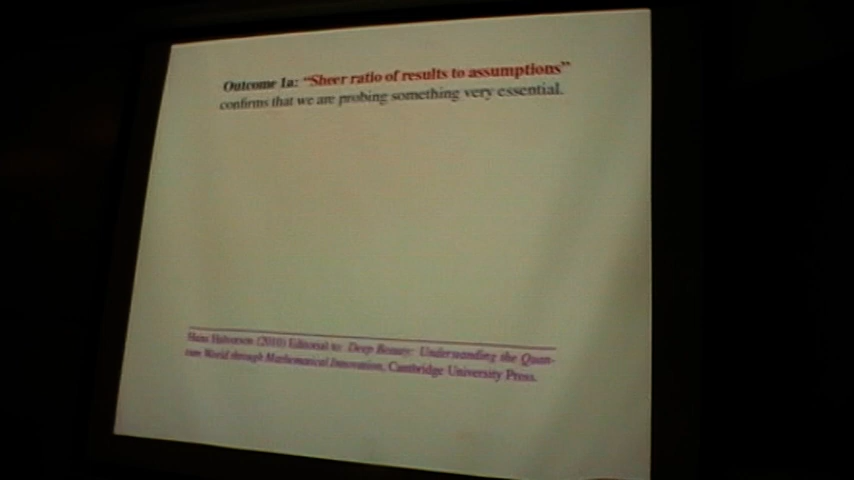 Outcome 1a: “Sheer ratio of results to assumptions”
confirms that we are probing something very essential.
Hans Halvorson (2010) Editorial to: Deep Beauty: Understanding the Quan-
tum World through Mathematical Innovation, Cambridge University Press.